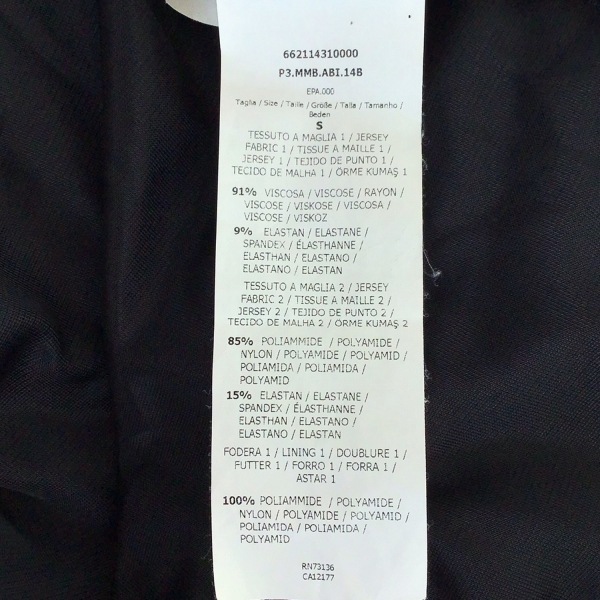 662114310000
P3.MMB.ABI.14B
EPA.000
Taglia / Size / Taille / Größe / Talla / Tamanho /
Beden
S
TESSUTO A MAGLIA 1 / JERSEY
FABRIC 1 / TISSUE A MAILLE 1 /
JERSEY 1 / TEJIDO DE PUNTO 1 /
TECIDO DE MALHA 1 / ÖRME KUMAŞ 1
91% VISCOSA / VISCOSE / RAYON /
VISCOSE / VISKOSE / VISCOSA /
VISCOSE / VISKOZ
9% ELASTAN / ELASTANE /
SPANDEX / ÉLASTHANNE /
ELASTHAN / ELASTANO /
ELASTANO / ELASTAN
TESSUTO A MAGLIA 2 / JERSEY
FABRIC 2 / TISSUE A MAILLE 2 /
JERSEY 2 / TEJIDO DE PUNTO 2 /
TECIDO DE MALHA 2 / ÖRME KUMAŞ 2
85% POLIAMMIDE / POLYAMIDE /
NYLON / POLYAMIDE / POLYAMID /
POLIAMIDA / POLIAMIDA /
POLYAMID
15% ELASTAN / ELASTANE /
SPANDEX / ÉLASTHANNE /
ELASTHAN / ELASTANO /
ELASTANO / ELASTAN
FODERA 1 / LINING 1 / DOUBLURE 1 /
FUTTER 1 / FORRO 1 / FORRA 1 /
ASTAR 1
100% POLIAMMIDE / POLYAMIDE /
NYLON / POLYAMIDE / POLYAMID /
POLIAMIDA / POLIAMIDA /
POLYAMID
RN73136
CA12177